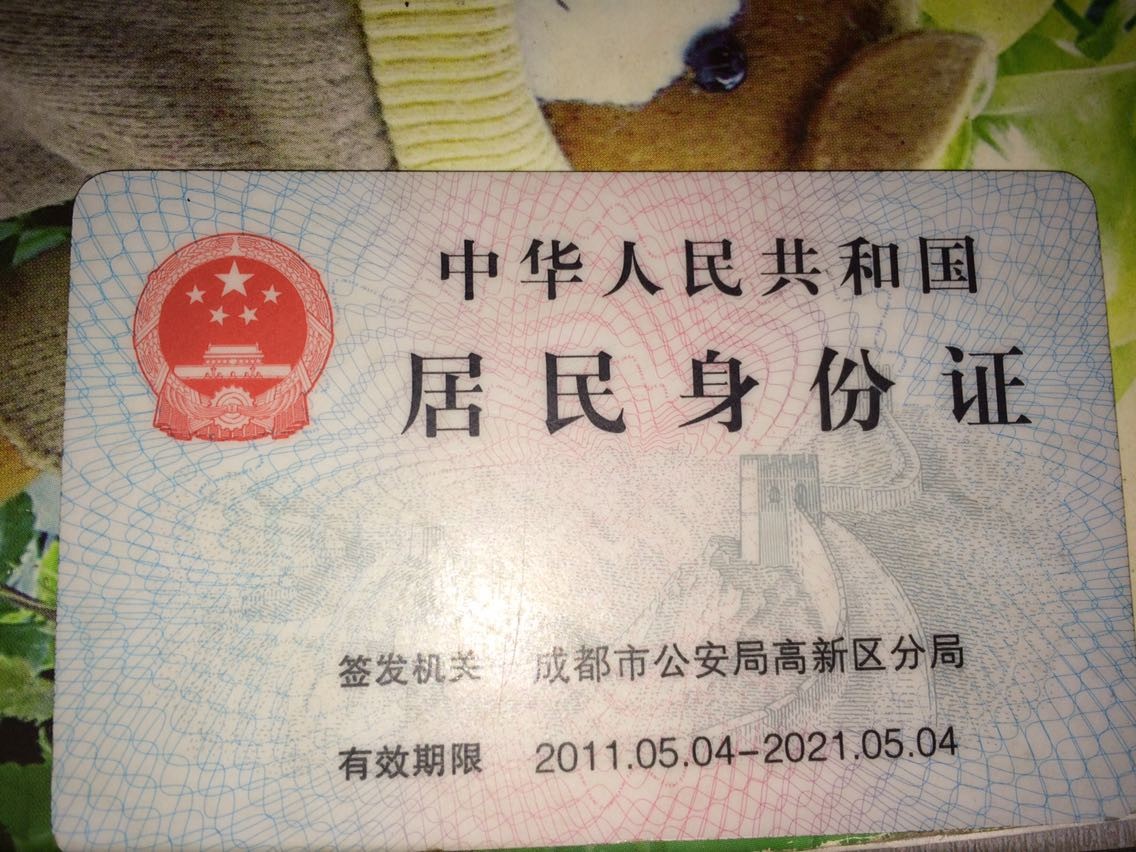 中华人民共和国
居民身份证
签发机关 成都市公安局高新区分局
有效期限 2011.05.04-2021.05.04